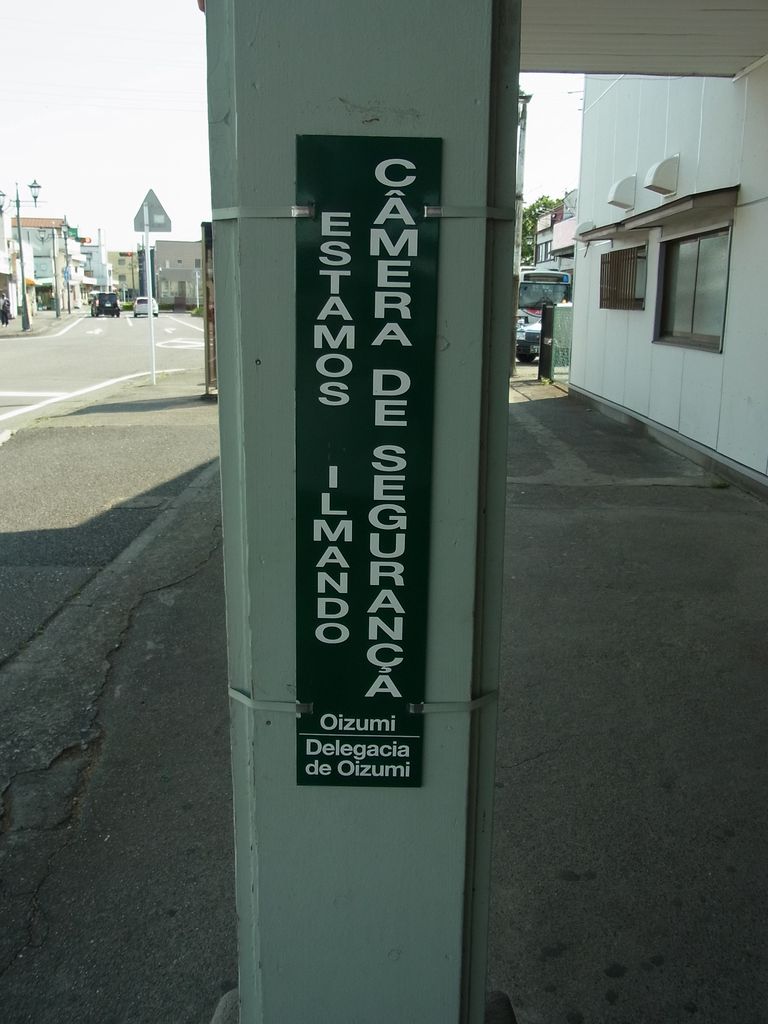 CÂMERA DE SEGURANÇA
ESTAMOS ILMANDO
Oizumi
Delegacia
de Oizumi